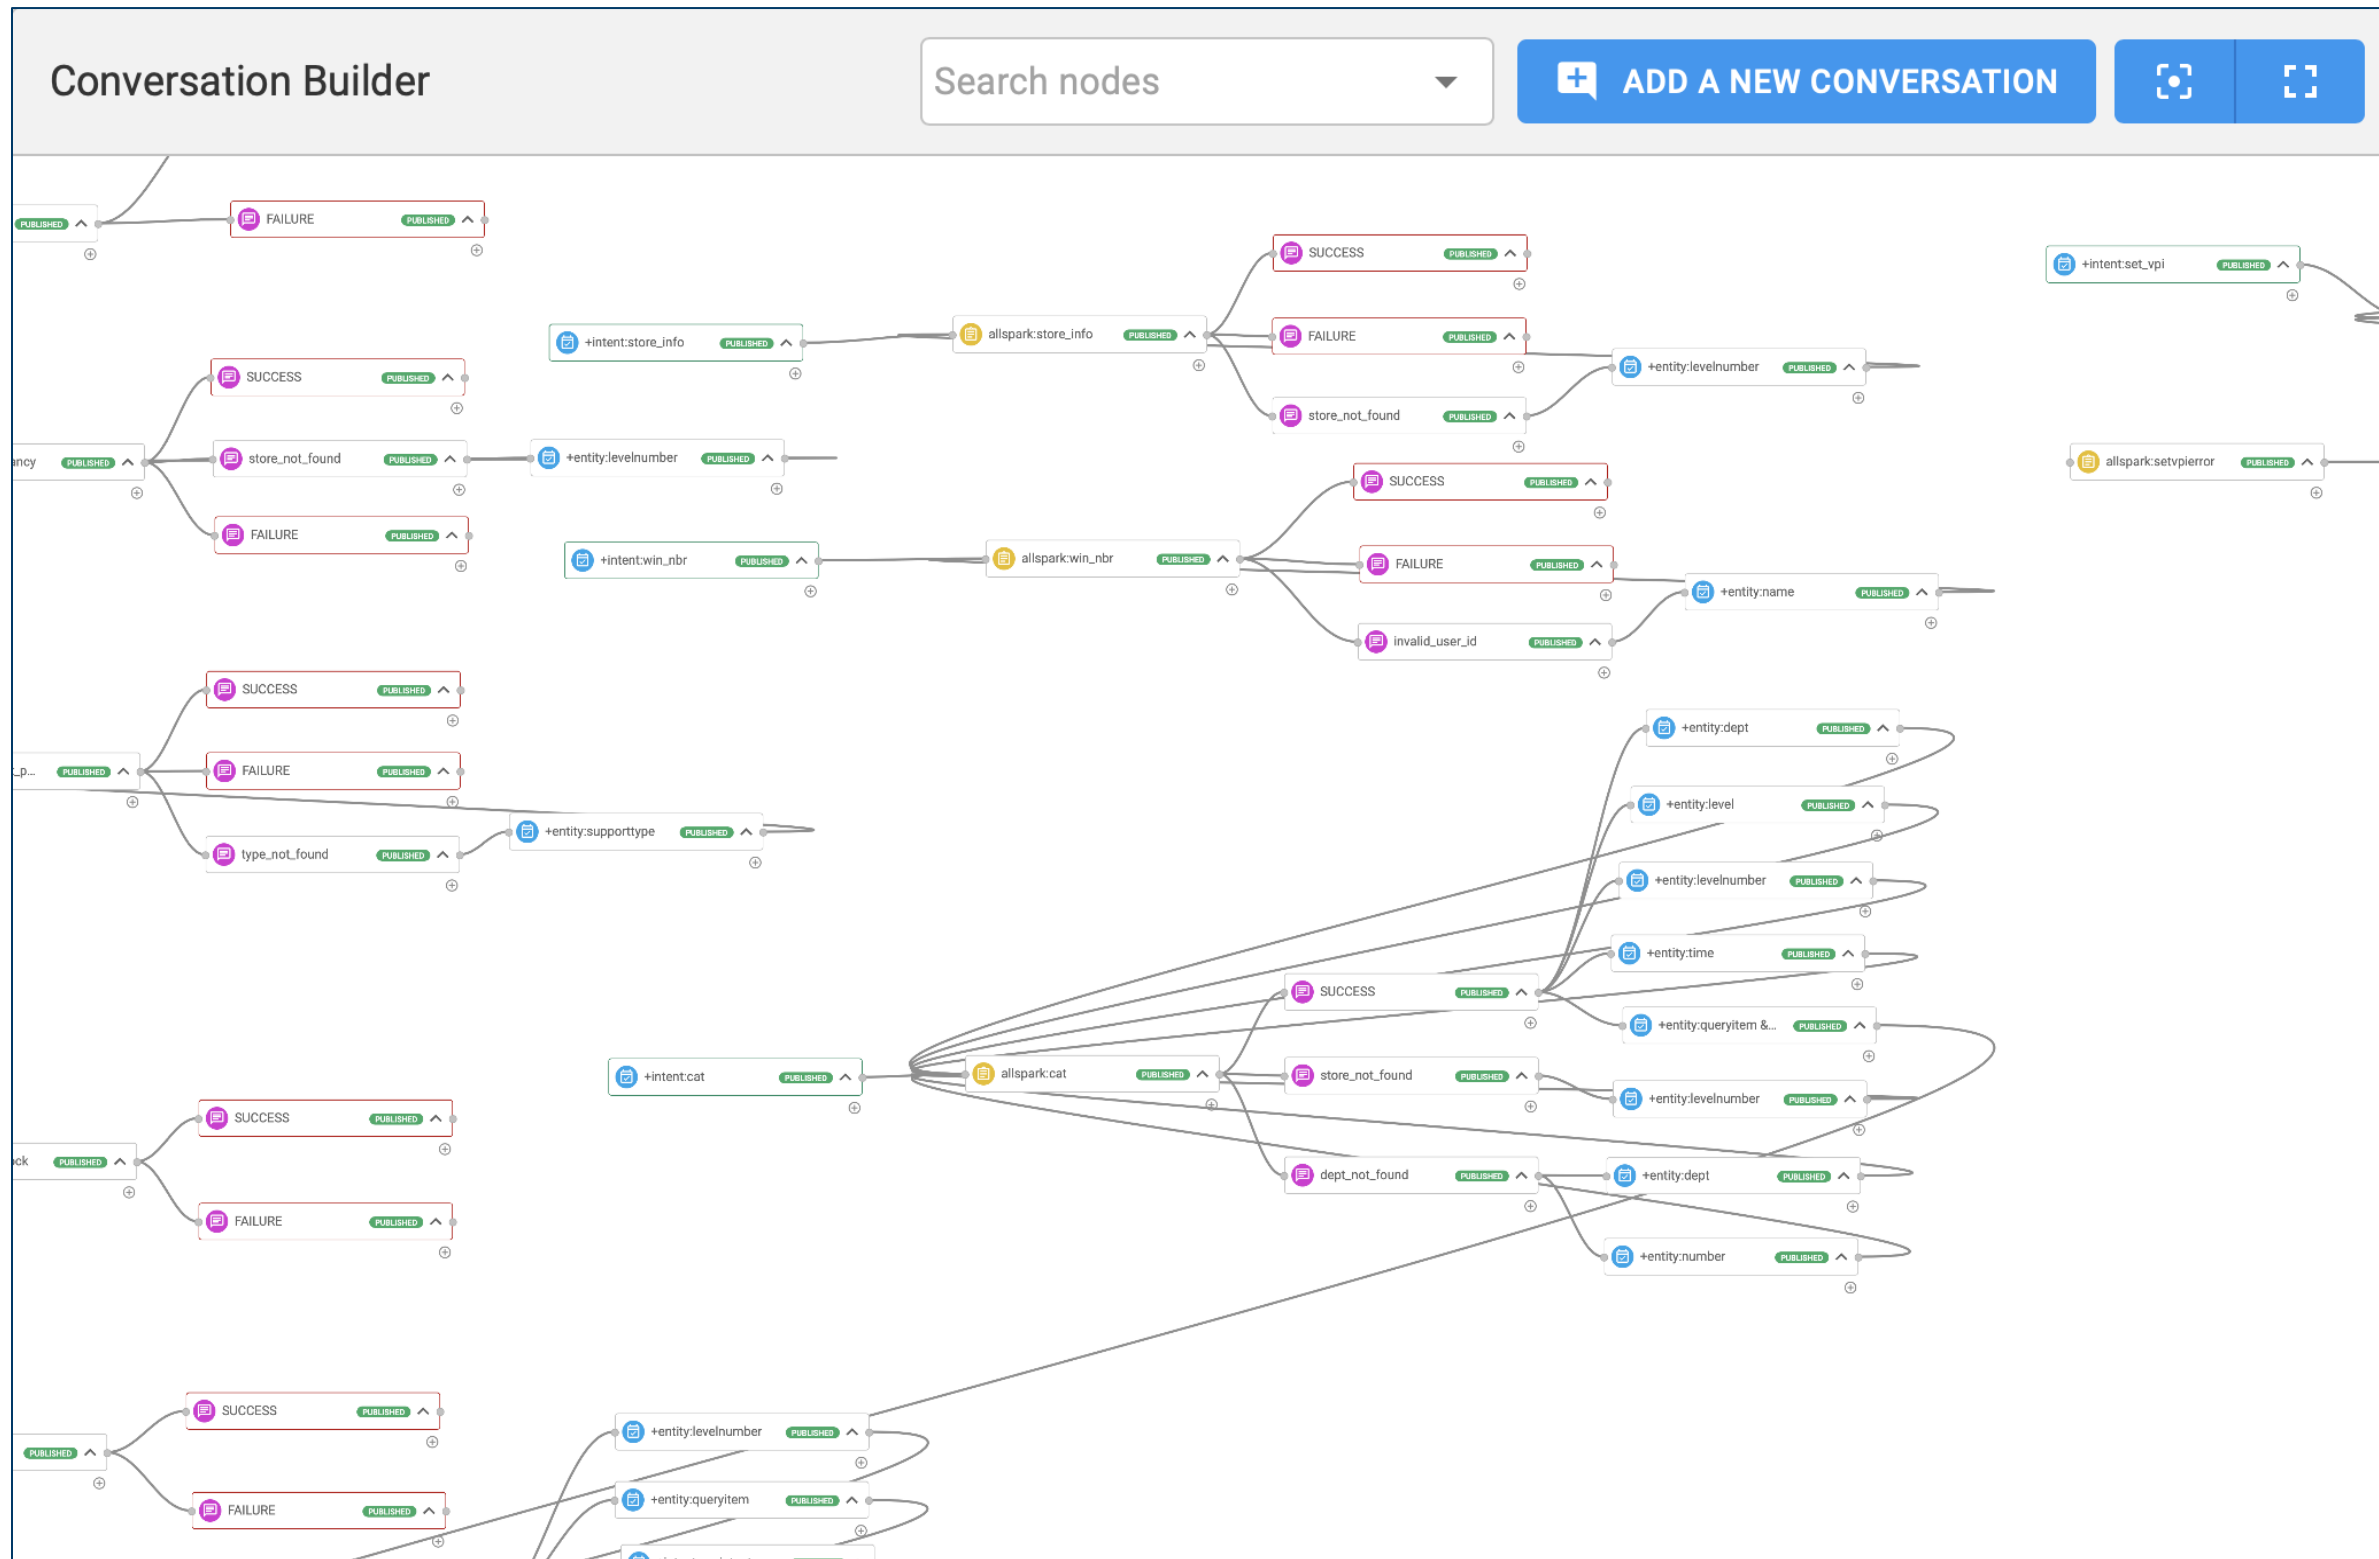 Conversation Builder
Search nodes
ADD A NEW CONVERSATION
PUBLISHED
FAILURE PUBLISHED
SUCCESS PUBLISHED
+intent:set_vpi PUBLISHED
+intent:store_info PUBLISHED
allspark:store_info PUBLISHED
FAILURE PUBLISHED
+entity:levelnumber PUBLISHED
SUCCESS PUBLISHED
store_not_found PUBLISHED
ancy PUBLISHED
store_not_found PUBLISHED
+entity:levelnumber PUBLISHED
allspark:setvpierror PUBLISHED
SUCCESS PUBLISHED
FAILURE PUBLISHED
+intent:win_nbr PUBLISHED
allspark:win_nbr PUBLISHED
FAILURE PUBLISHED
+entity:name PUBLISHED
invalid_user_id PUBLISHED
SUCCESS PUBLISHED
+entity:dept PUBLISHED
_p... PUBLISHED
FAILURE PUBLISHED
+entity:level PUBLISHED
+entity:supporttype PUBLISHED
type_not_found PUBLISHED
+entity:levelnumber PUBLISHED
+entity:time PUBLISHED
SUCCESS PUBLISHED
+entity:queryitem &... PUBLISHED
+intent:cat PUBLISHED
allspark:cat PUBLISHED
store_not_found PUBLISHED
+entity:levelnumber PUBLISHED
SUCCESS PUBLISHED
ock PUBLISHED
dept_not_found PUBLISHED
+entity:dept PUBLISHED
FAILURE PUBLISHED
+entity:number PUBLISHED
SUCCESS PUBLISHED
+entity:levelnumber PUBLISHED
PUBLISHED
+entity:queryitem PUBLISHED
FAILURE PUBLISHED